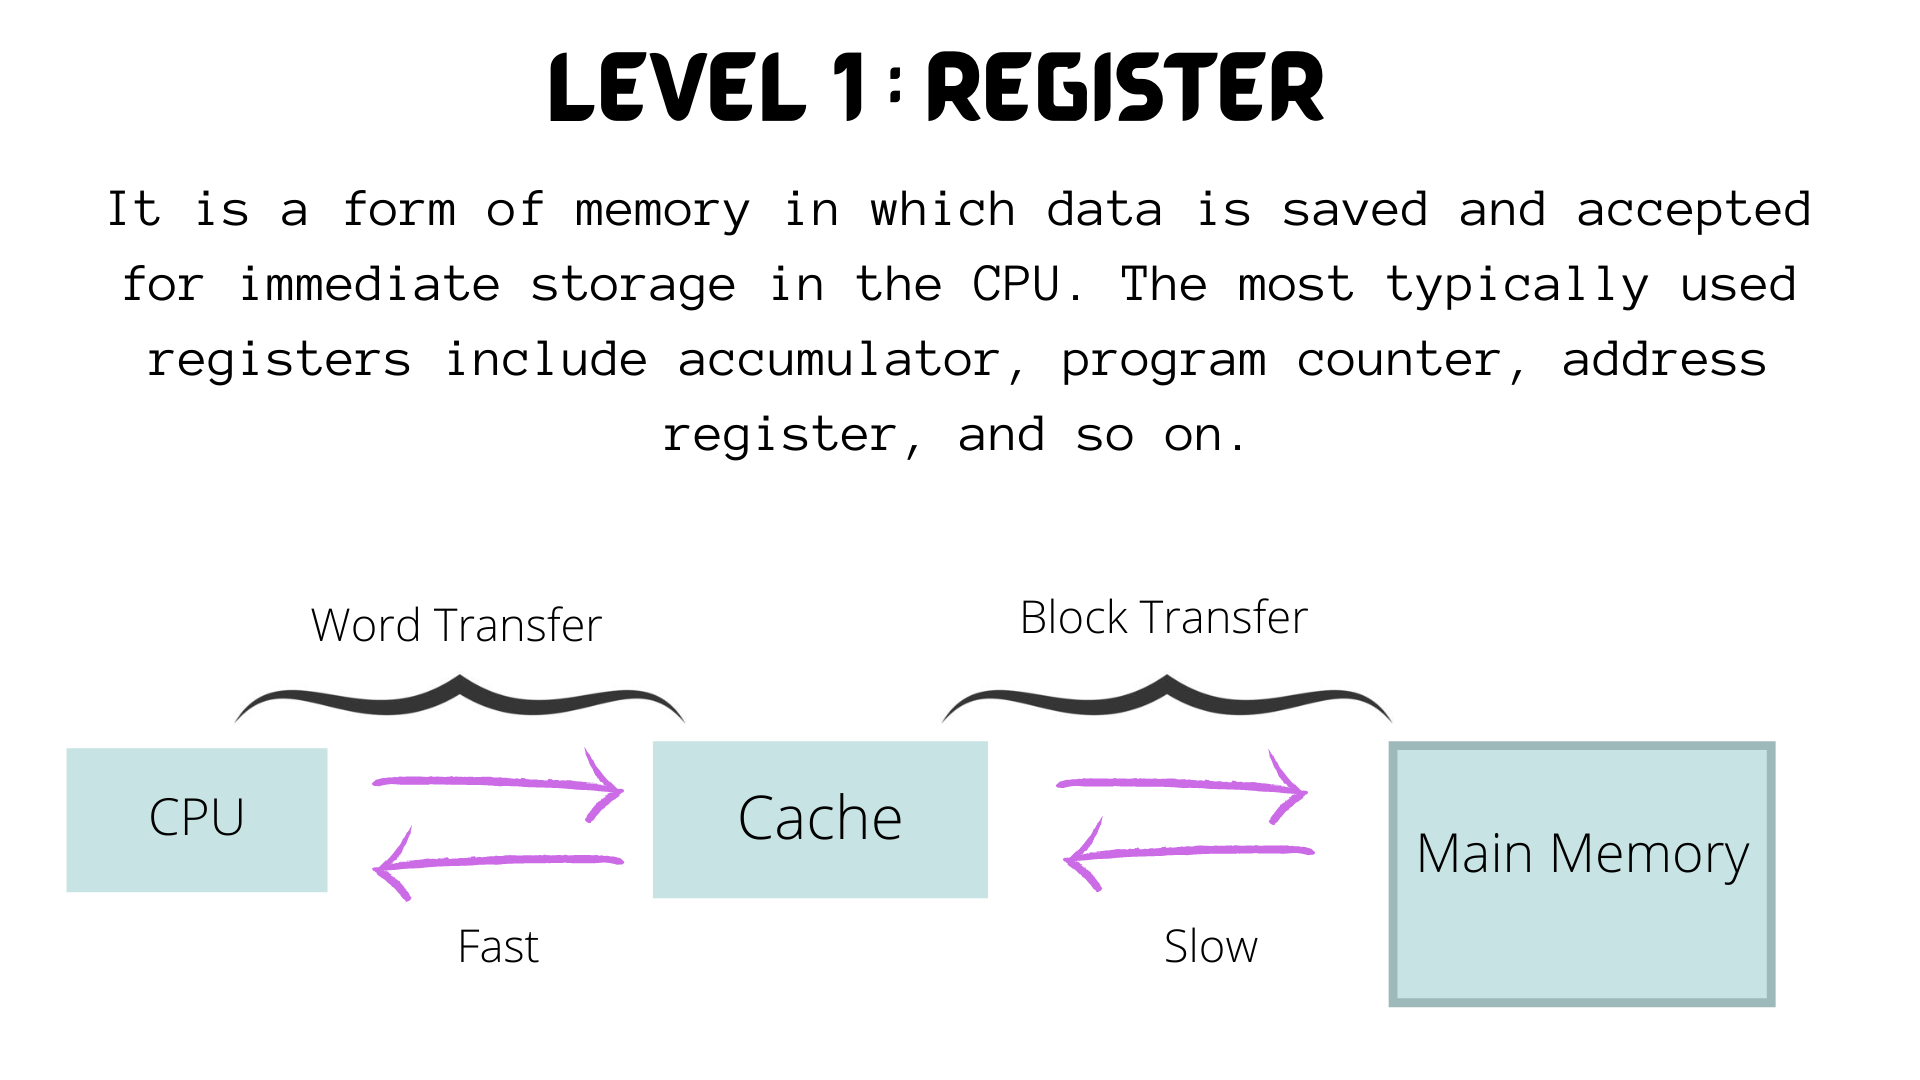 LEVEL 1 : REGISTER
It is a form of memory in which data is saved and accepted
for immediate storage in the CPU. The most typically used
registers include accumulator, program counter, address
register, and so on.
Word Transfer
Block Transfer
CPU
Cache
Main Memory
Fast
Slow